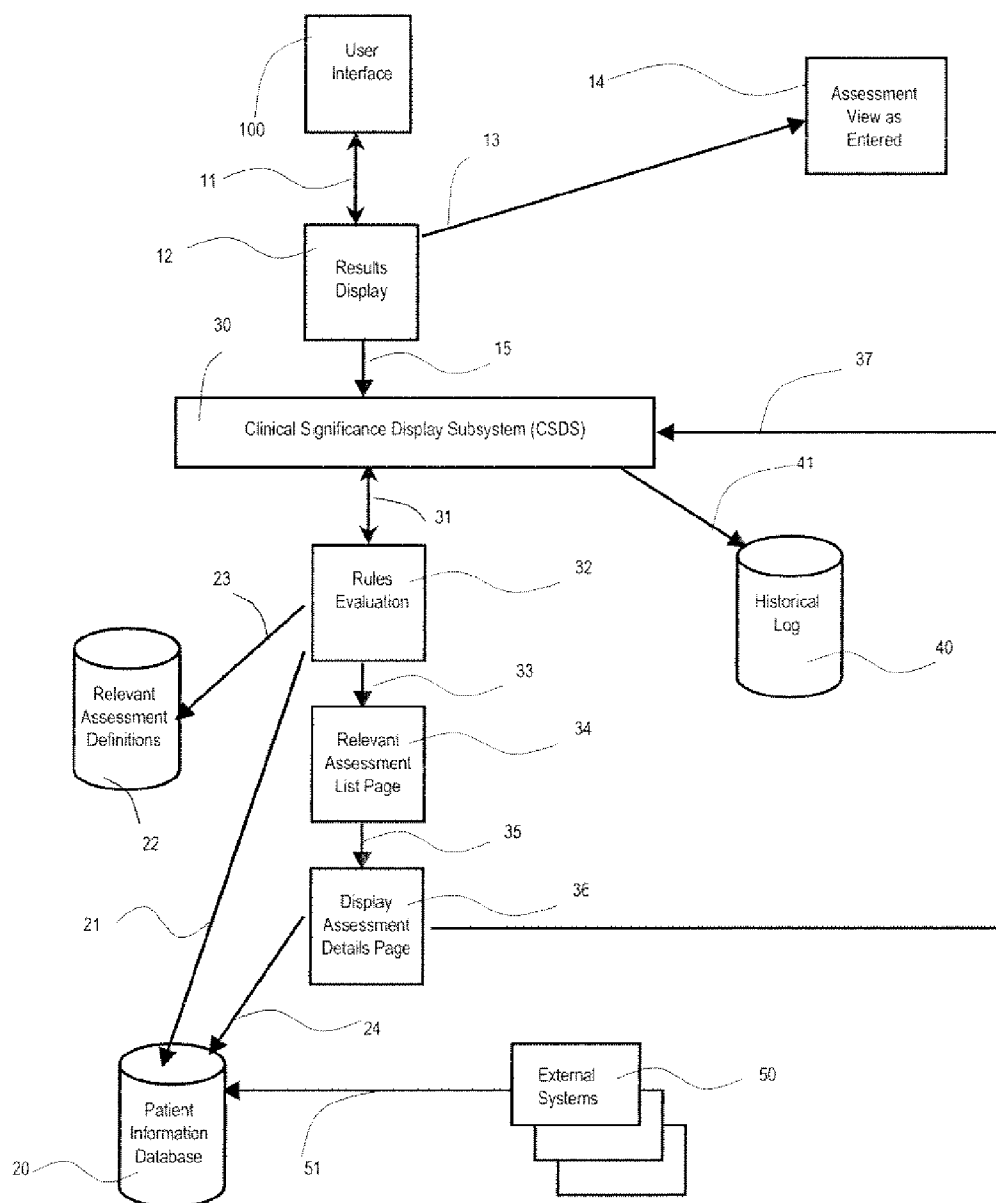 User
Interface
100
14
Assessment
View as
Entered
13
11
12
Results
Display
30
15
37
Clinical Significance Display Subsystem (CSDS)
41
31
23
Rules
Evaluation
32
Historical
Log
40
33
Relevant
Assessment
Definitions
34
Relevant
Assessment
List Page
22
35
36
21
Display
Assessment
Details Page
24
External
Systems
50
Patient
Information
Database
20
51